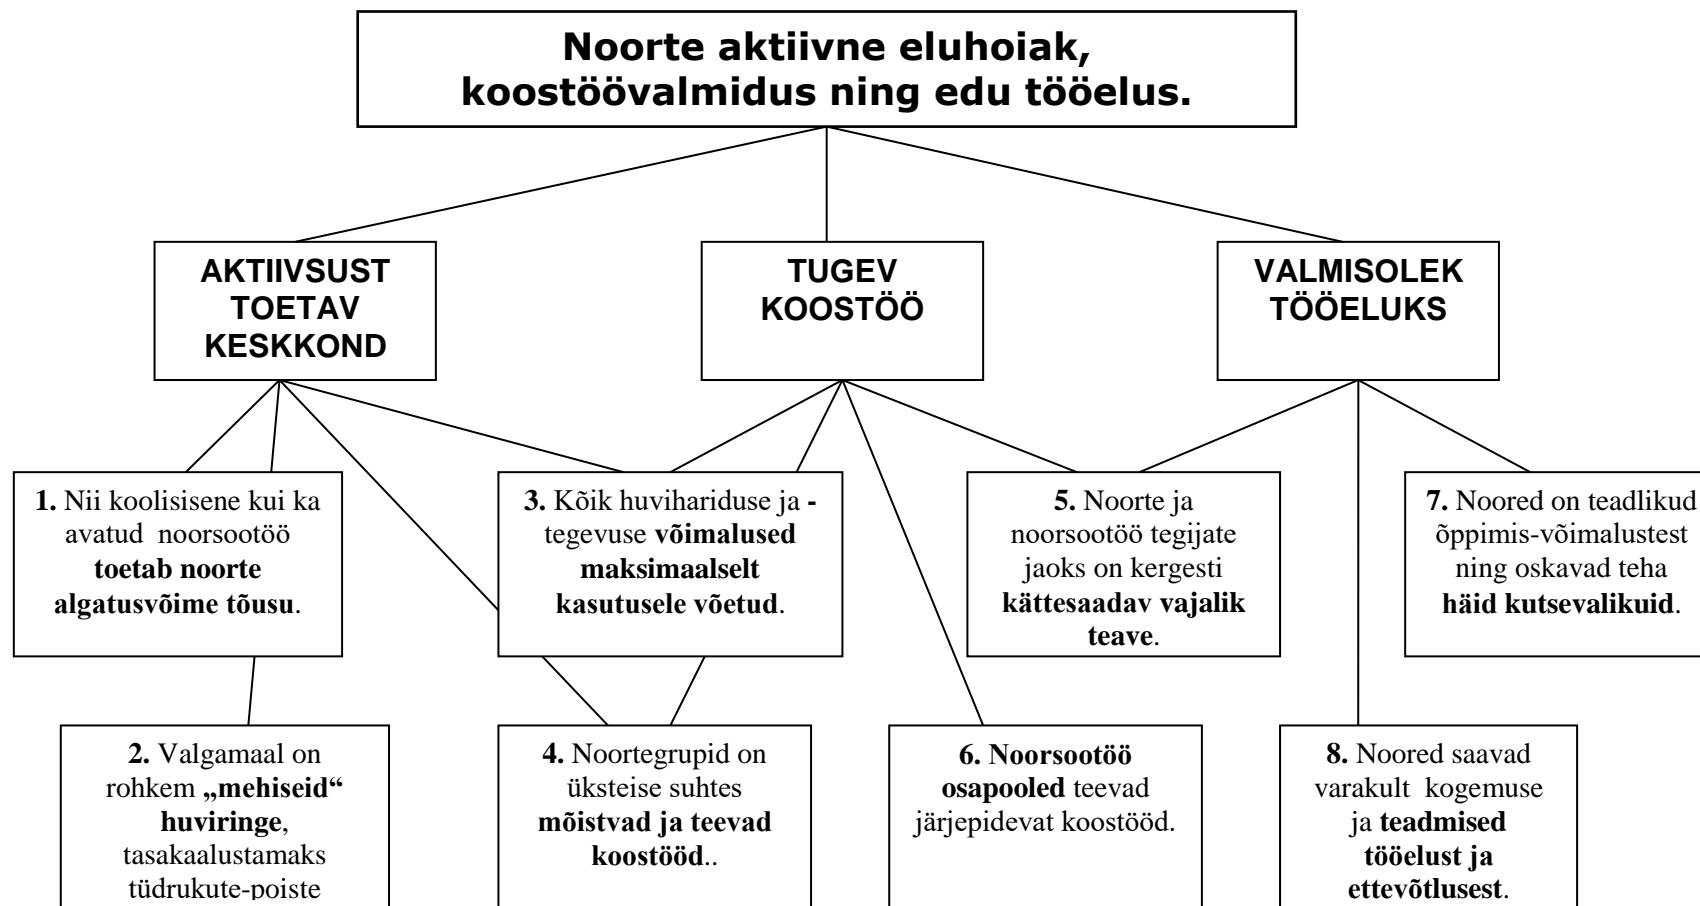 Noorte aktiivne eluhoiak,
koostöövalmidus ning edu tööelus.
AKTIIVSUST
TOETAV
KESKKOND
TUGEV
KOOSTÖÖ
VALMISOLEK
TÖÖELUKS
1. Nii koolisisene kui ka
avatud noorsootöö
toetab noorte
algatusvõime tõusu.
3. Kõik huvihariduse ja -
tegevuse võimalused
maksimaalselt
kasutusele võetud.
5. Noorte ja
noorsootöö tegijate
jaoks on kergesti
kättesaadav vajalik
teave.
7. Noored on teadlikud
õppimis-võimalustest
ning oskavad teha
häid kutsevalikuid.
2. Valgamaal on
rohkem „mehiseid“
huviringe,
tasakaalustamaks
tüdrukute-poiste
4. Noortegrupid on
üksteise suhtes
mõistvad ja teevad
koostööd..
6. Noorsootöö
osapooled teevad
järjepidevat koostööd.
8. Noored saavad
varakult kogemuse
ja teadmised
tööelust ja
ettevõtlusest.